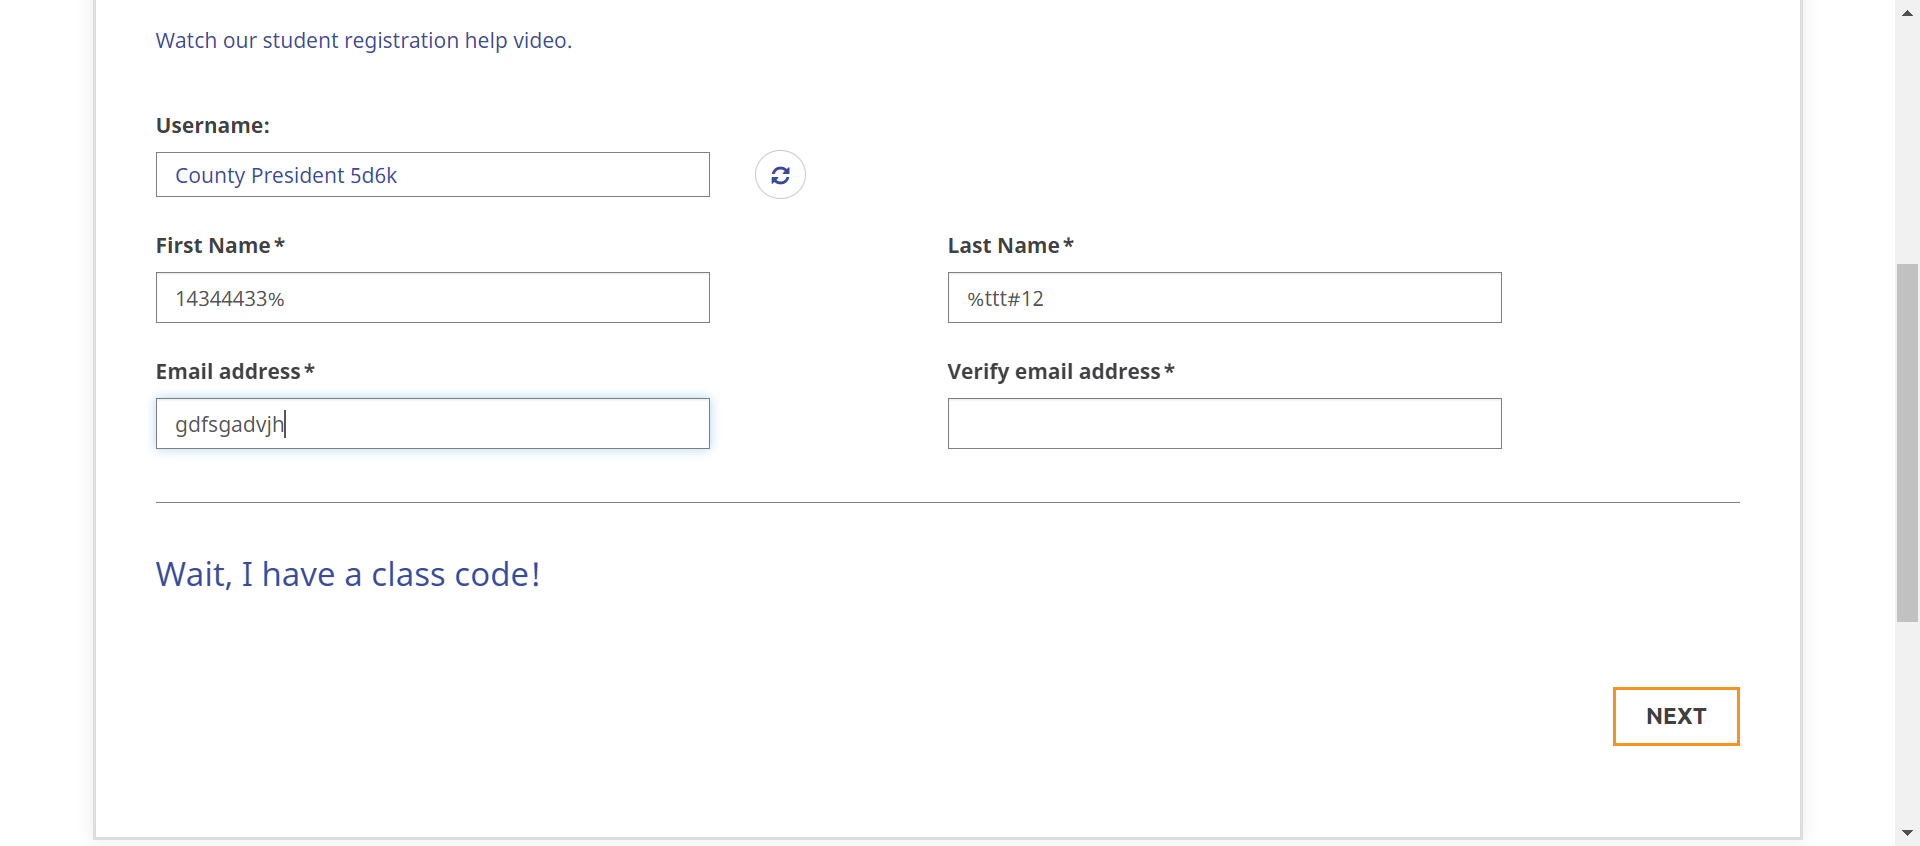 Watch our student registration help video.
Username:
County President 5d6k
First Name*
Last Name*
14344433%
%ttt#12
Email address*
Verify email address*
gdfsgadvjh
Wait, I have a class code!
NEXT